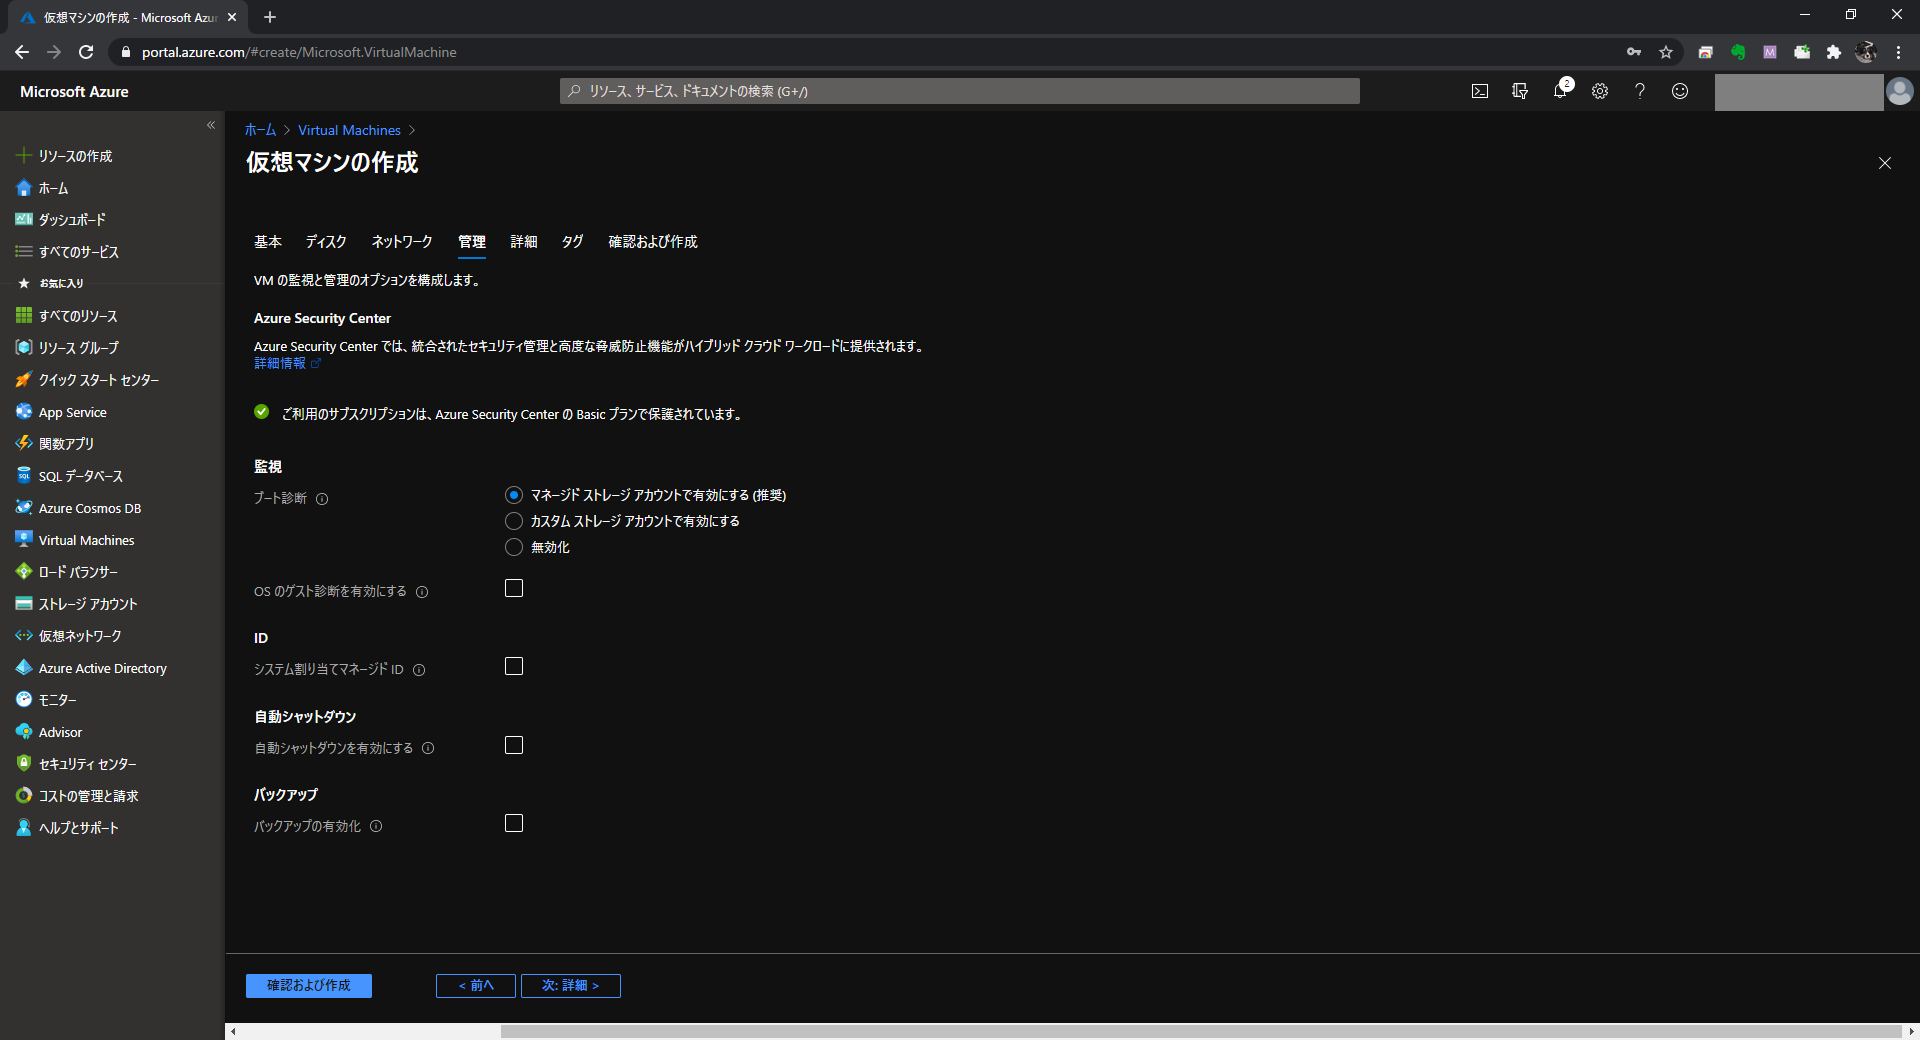 仮想マシンの作成 - Microsoft Azur
portal.azure.com/#create/Microsoft.VirtualMachine
Microsoft Azure
リソース、サービス、ドキュメントの検索 (G+/)
2
リソースの作成
ホーム
ダッシュボード
すべてのサービス
お気に入り
すべてのリソース
リソース グループ
クイック スタート センター
App Service
関数アプリ
SQL データベース
Azure Cosmos DB
Virtual Machines
ロード バランサー
ストレージ アカウント
仮想ネットワーク
Azure Active Directory
モニター
Advisor
セキュリティ センター
コストの管理と請求
ヘルプとサポート
ホーム > Virtual Machines >
仮想マシンの作成
基本 ディスク ネットワーク 管理 詳細 タグ 確認および作成
VM の監視と管理のオプションを構成します。
Azure Security Center
Azure Security Center では、統合されたセキュリティ管理と高度な脅威防止機能がハイブリッド クラウド ワークロードに提供されます。
詳細情報
ご利用のサブスクリプションは、Azure Security Center の Basic プランで保護されています。
監視
ブート診断
マネージド ストレージ アカウントで有効にする (推奨)
カスタム ストレージ アカウントで有効にする
無効化
OS のゲスト診断を有効にする
ID
システム割り当てマネージド ID
自動シャットダウン
自動シャットダウンを有効にする
バックアップ
バックアップの有効化
確認および作成
< 前へ
次: 詳細 >